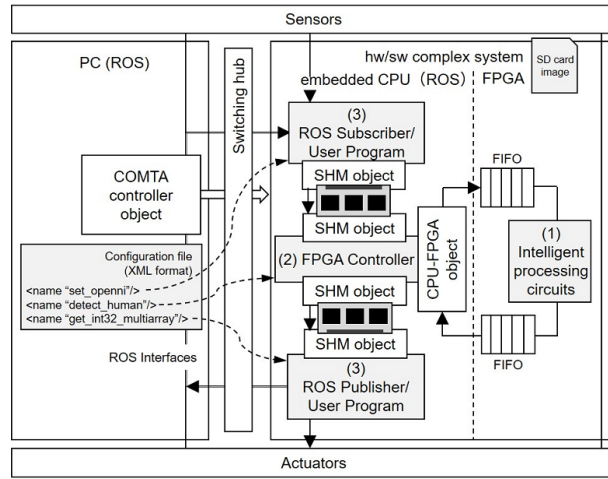 Sensors
PC (ROS)
Switching hub
hw/sw complex system
embedded CPU (ROS)
FPGA
SD card
image
(3)
ROS Subscriber/
User Program
SHM object
SHM object
COMTA
controller
object
Configuration file
(XML format)
<name “set_openni”/>
<name “detect_human”/>
<name “get_int32_multiarray”/>
ROS Interfaces
(2) FPGA Controller
SHM object
SHM object
(3)
ROS Publisher/
User Program
CPU-FPGA
object
FIFO
(1)
Intelligent
processing
circuits
FIFO
Actuators